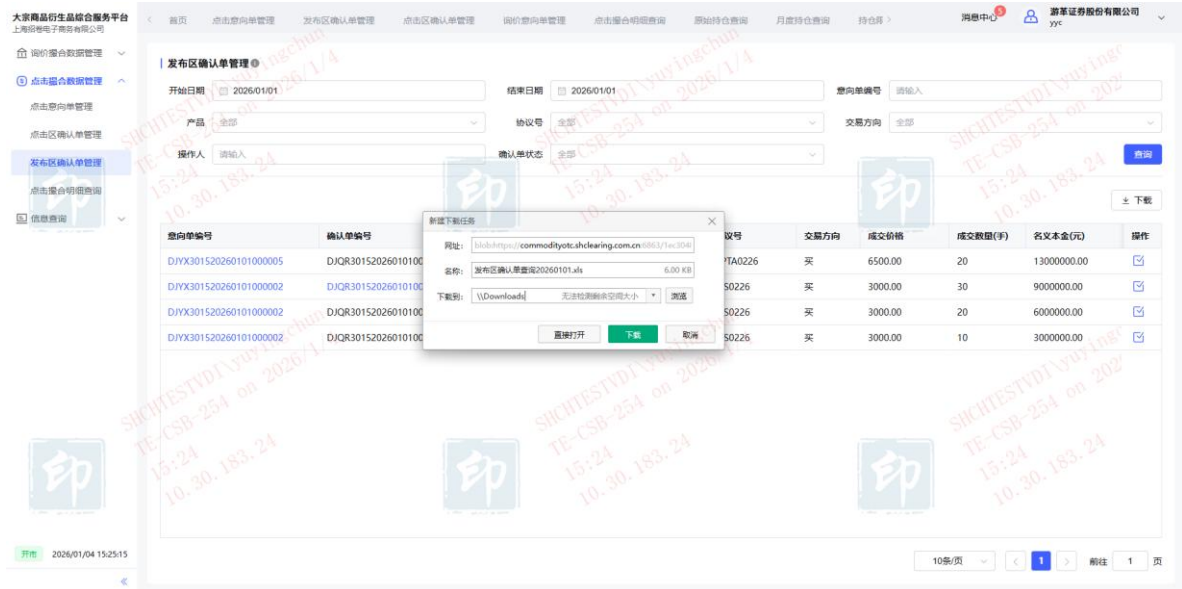 大宗商品衍生品综合服务平台
上海招卷电子商务有限公司
首页 点击意向单管理 发布区确认单管理 点击区确认单管理 询价意向单管理 点击撮合明细查询 原始持仓查询 月度持仓查询
消息中心 5
游革证券股份有限公司
yyc
询价撮合数据管理
点击撮合数据管理
点击意向单管理
点击区确认单管理
发布区确认单管理
点击撮合明细查询
信息查询
发布区确认单管理
开始日期 2026/01/01 结束日期 2026/01/01 意向单编号 请输入
产品 全部 协议号 全部 交易方向 全部
操作人 请输入 确认单状态 全部 查询
下载
新建下载任务
网址: blob:https://commodityotc.shclearing.com.cn:6863/1ec304
名称: 发布区确认单查询20260101.xls 6.00 KB
下载到: \\Downloads 无法检测剩余空间大小 浏览
直接打开 下载 取消
意向单编号 确认单编号 议号 交易方向 成交价格 成交数量(手) 名义本金(元) 操作
DJYX301520260101000005 DJQR30152026010100 PTA0226 买 6500.00 20 13000000.00
DJYX301520260101000002 DJQR30152026010100 S0226 买 3000.00 30 9000000.00
DJYX301520260101000002 DJQR30152026010100 S0226 买 3000.00 20 6000000.00
DJYX301520260101000002 DJQR30152026010100 S0226 买 3000.00 10 3000000.00
开市 2026/01/04 15:25:15
10条/页 1 前往 1 页
SHCHTESTVDI\yuyingchun
TE-CSB-254 on 2026/1/4
15:24
10.30.183.24
印